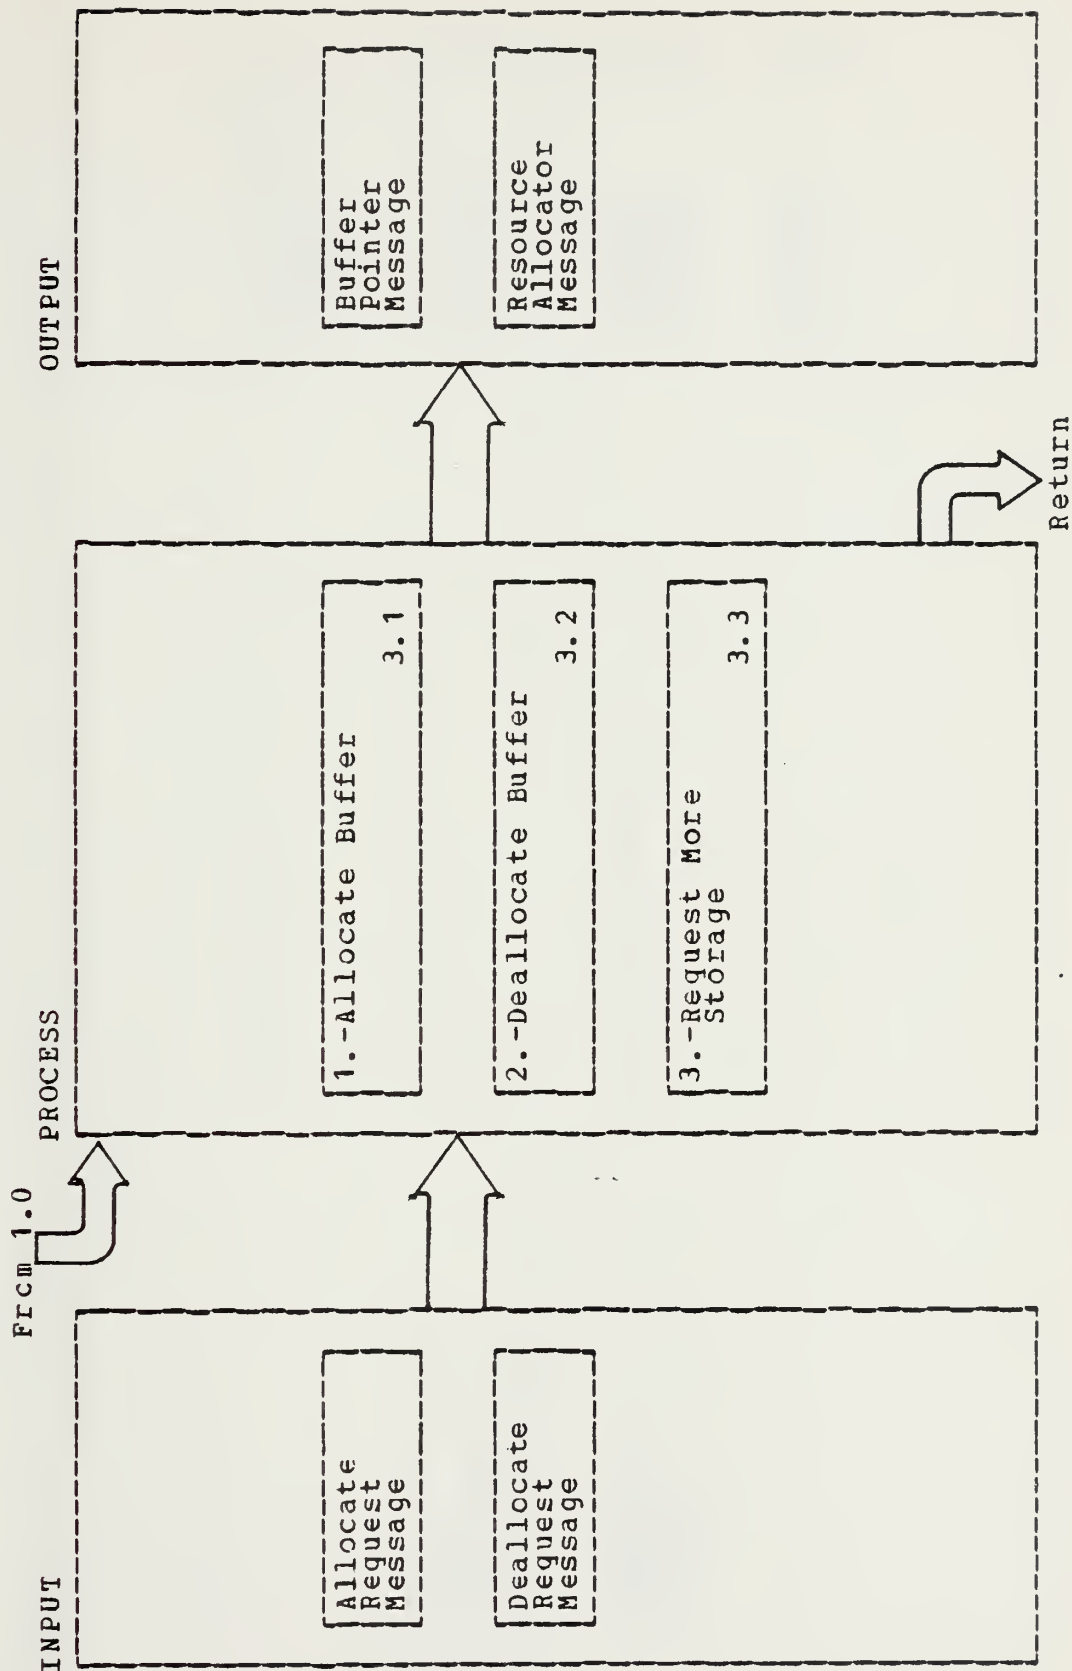 From 1.0
INPUT
Allocate
Request
Message
Deallocate
Request
Message
PROCESS
1.-Allocate Buffer
3.1
2.-Deallocate Buffer
3.2
3.-Request More
Storage
3.3
OUTPUT
Buffer
Pointer
Message
Resource
Allocator
Message
Return